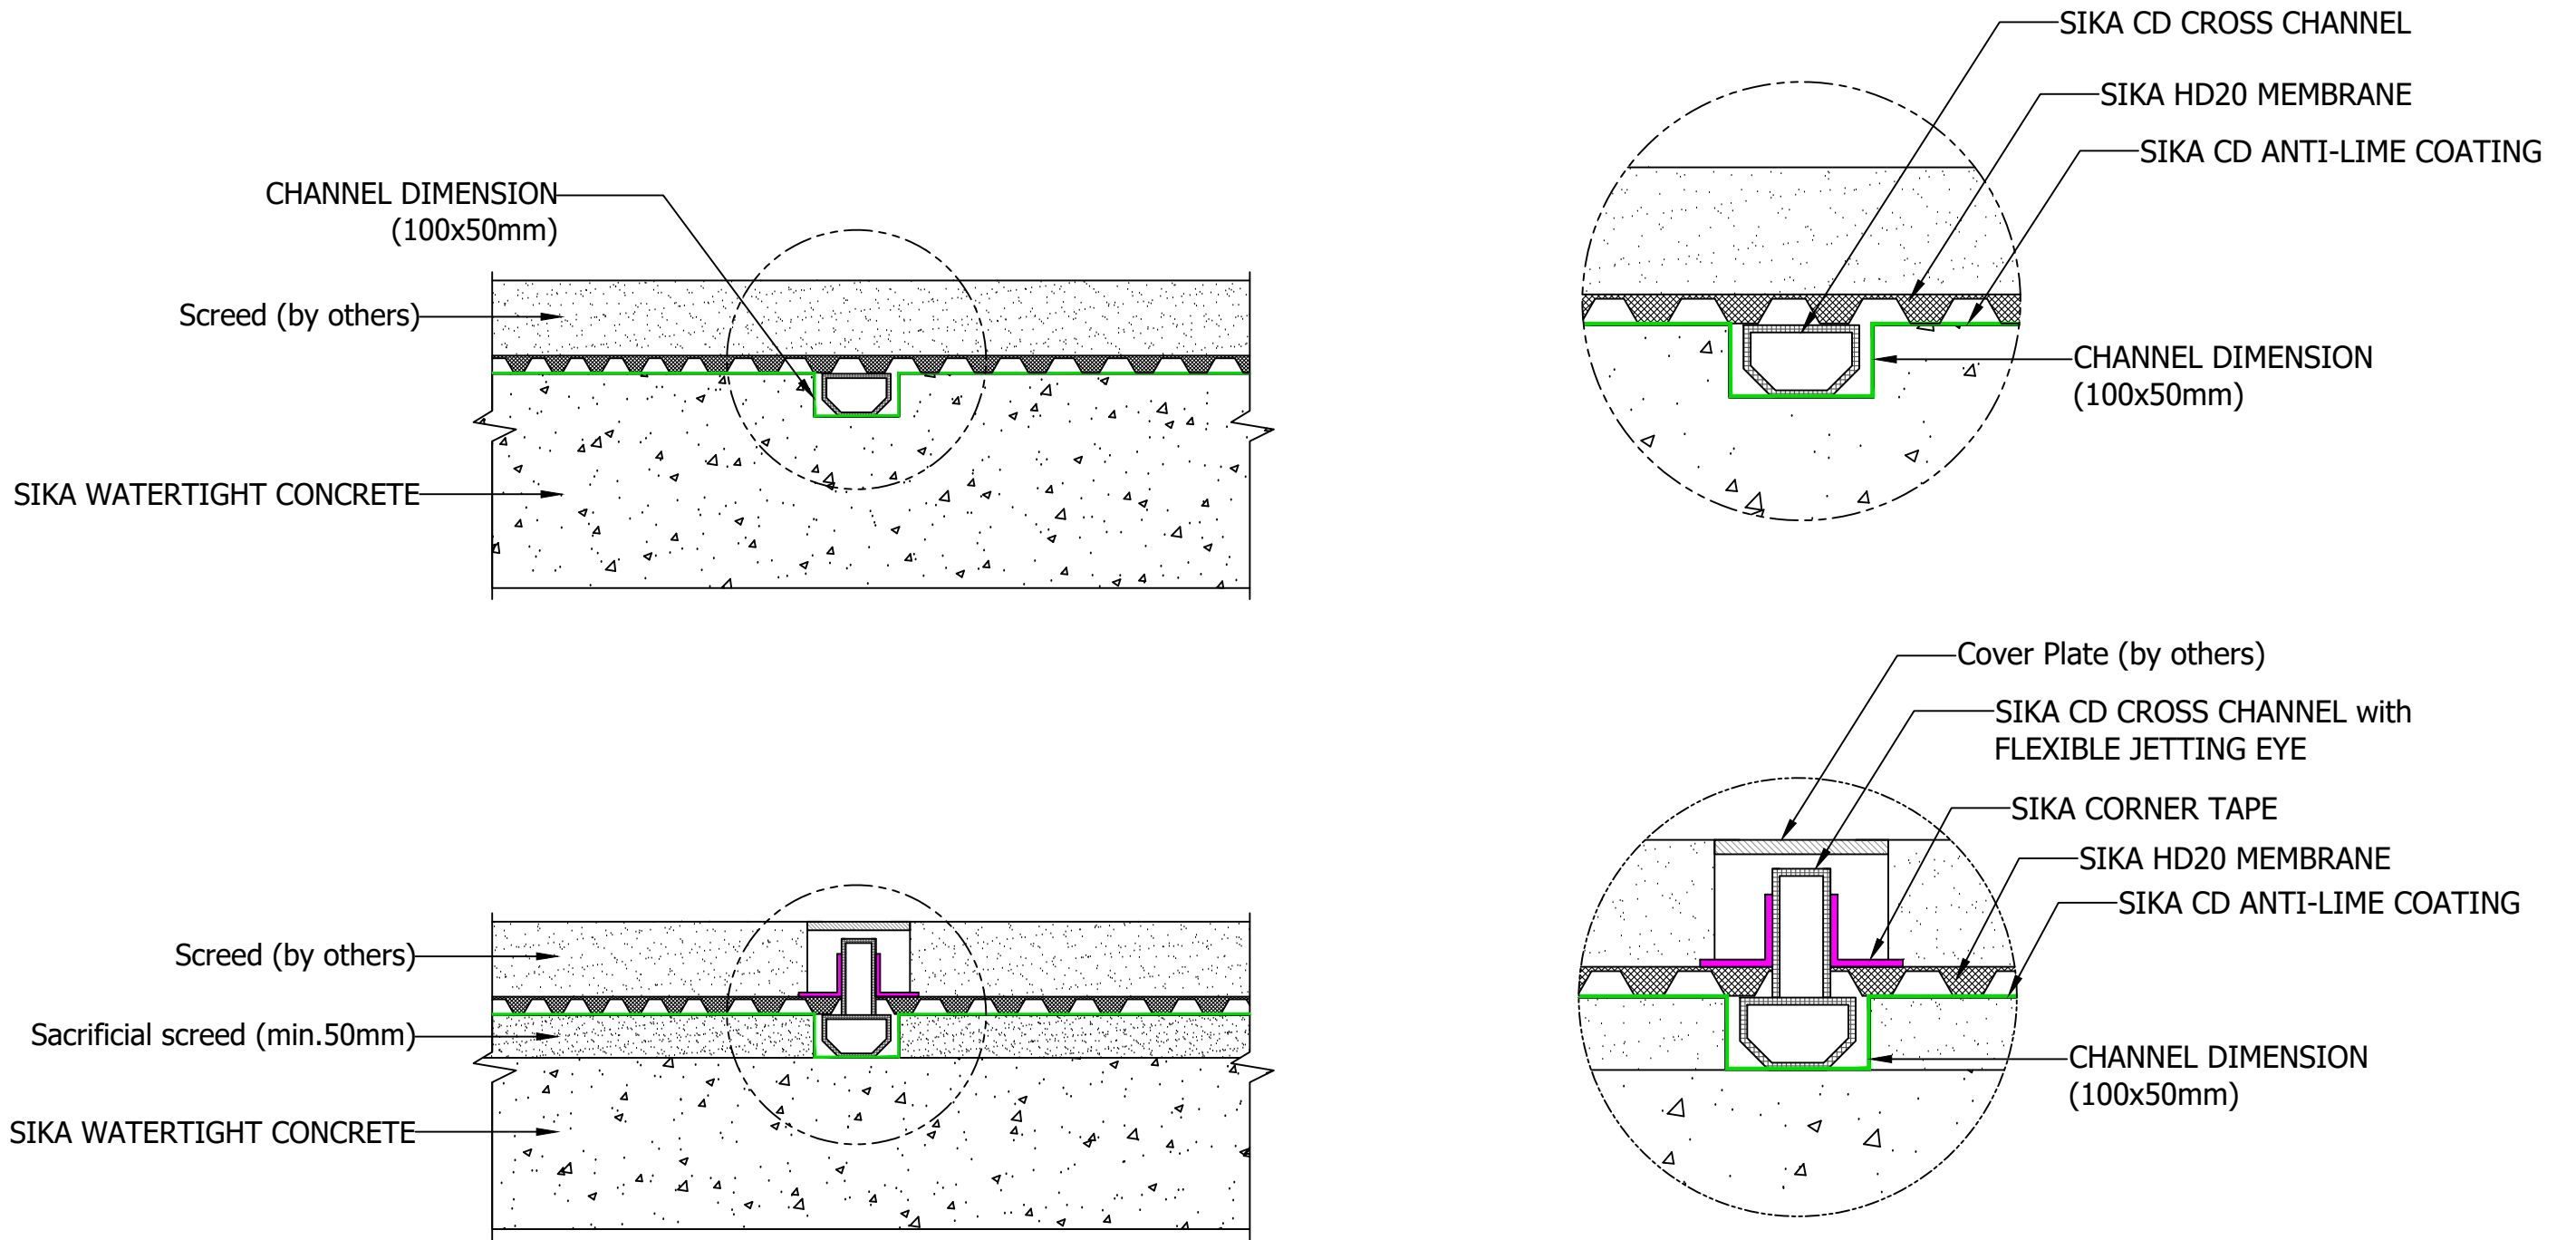 SIKA CD CROSS CHANNEL
SIKA HD20 MEMBRANE
SIKA CD ANTI-LIME COATING
CHANNEL DIMENSION
(100x50mm)
Screed (by others)
CHANNEL DIMENSION
(100x50mm)
SIKA WATERTIGHT CONCRETE
Cover Plate (by others)
SIKA CD CROSS CHANNEL with
FLEXIBLE JETTING EYE
SIKA CORNER TAPE
SIKA HD20 MEMBRANE
SIKA CD ANTI-LIME COATING
Screed (by others)
Sacrificial screed (min.50mm)
CHANNEL DIMENSION
(100x50mm)
SIKA WATERTIGHT CONCRETE